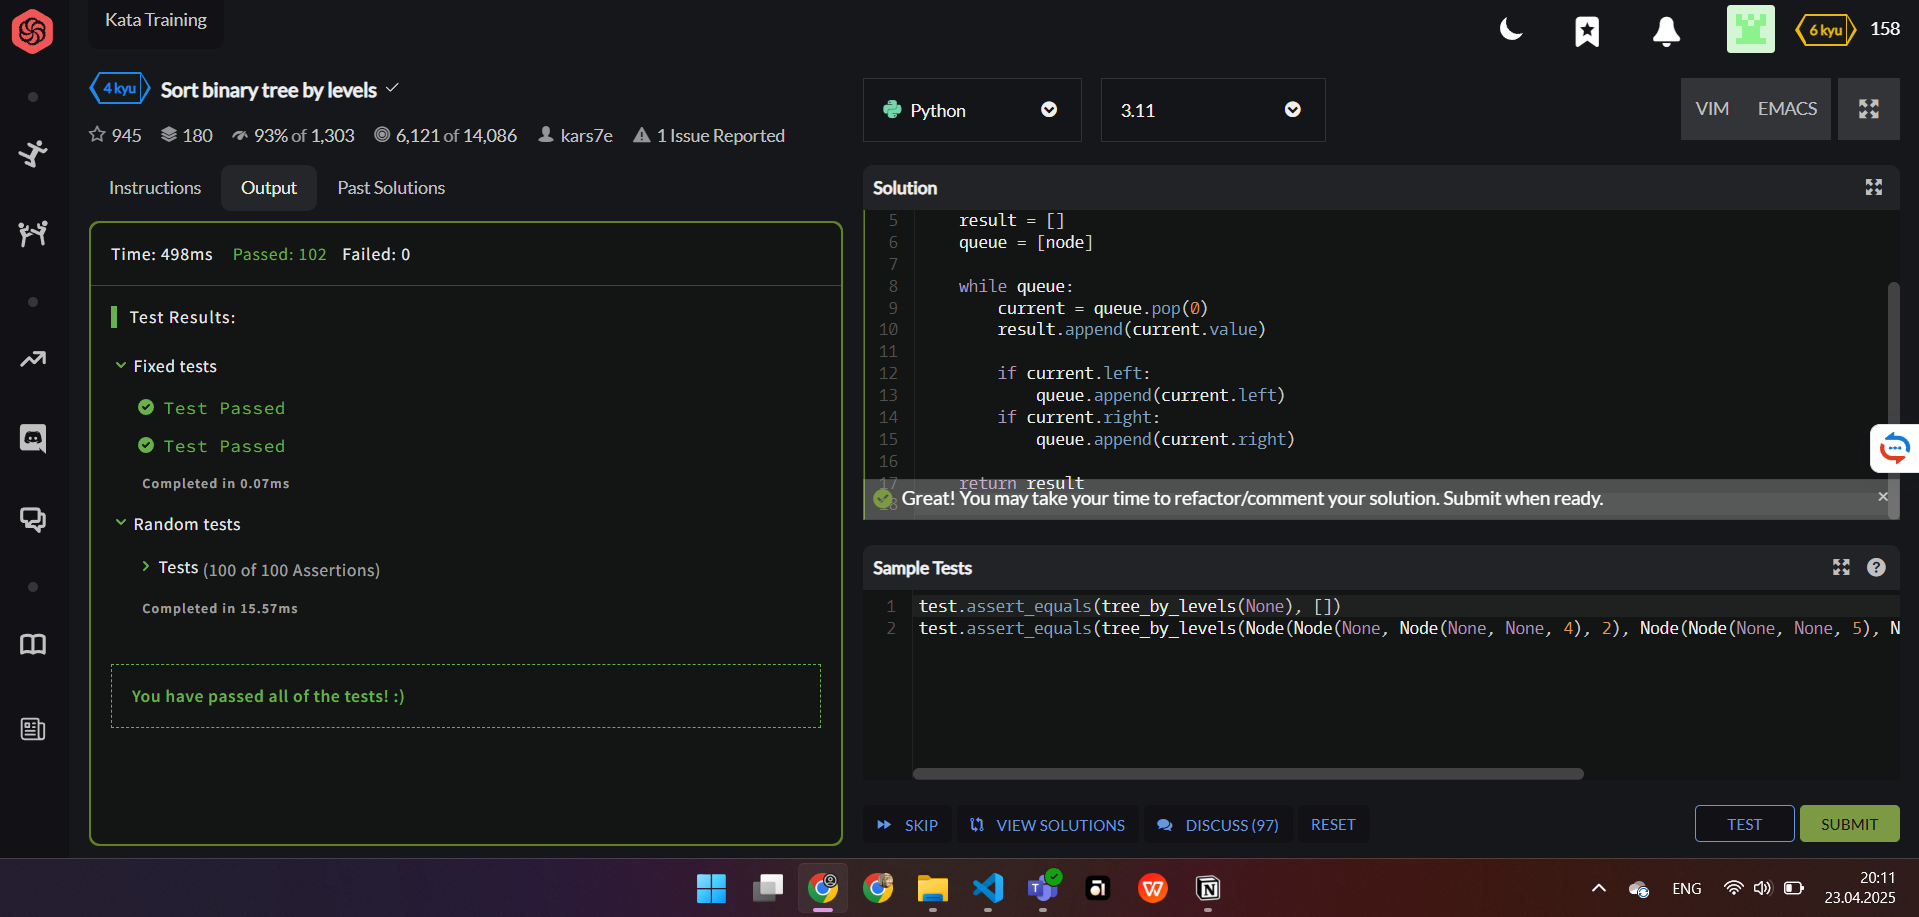 Kata Training
6 kyu 158
4 kyu Sort binary tree by levels
945 180 93% of 1,303 6,121 of 14,086 kars7e 1 Issue Reported
Instructions Output Past Solutions
Time: 498ms Passed: 102 Failed: 0
Test Results:
Fixed tests
Test Passed
Test Passed
Completed in 0.07ms
Random tests
Tests (100 of 100 Assertions)
Completed in 15.57ms
You have passed all of the tests! :)
Python 3.11 VIM EMACS
Solution
5 result = []
6 queue = [node]
7
8 while queue:
9 current = queue.pop(0)
10 result.append(current.value)
11
12 if current.left:
13 queue.append(current.left)
14 if current.right:
15 queue.append(current.right)
16
17 return result
18
Great! You may take your time to refactor/comment your solution. Submit when ready.
Sample Tests
1 test.assert_equals(tree_by_levels(None), [])
2 test.assert_equals(tree_by_levels(Node(Node(None, Node(None, None, 4), 2), Node(Node(None, None, 5), N
SKIP VIEW SOLUTIONS DISCUSS (97) RESET TEST SUBMIT
ENG 20:11
23.04.2025